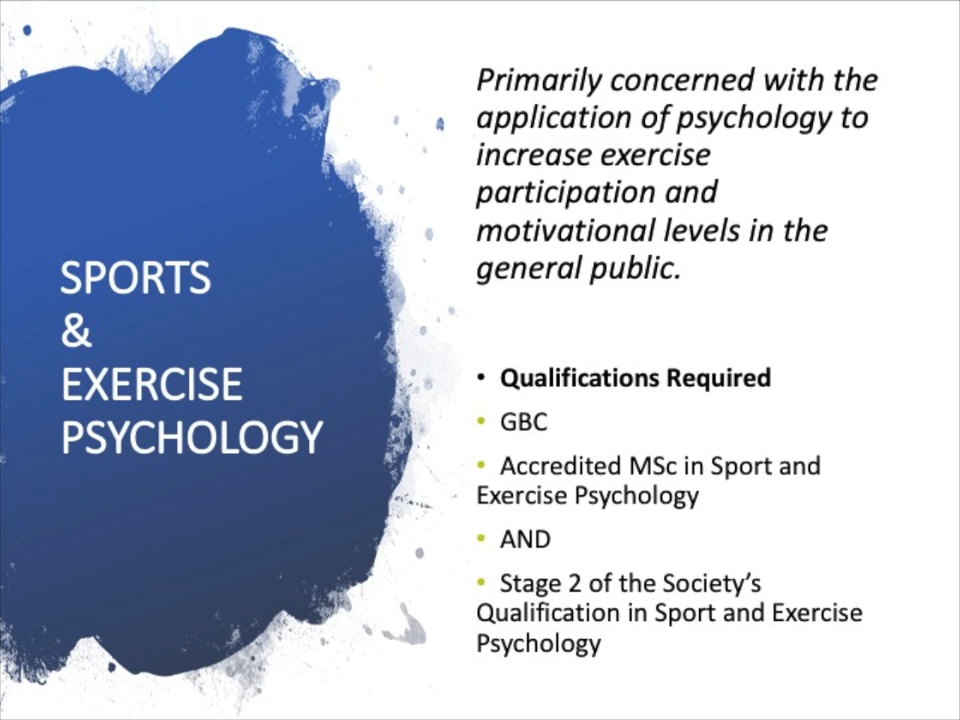 SPORTS
&
EXERCISE
PSYCHOLOGY
Primarily concerned with the
application of psychology to
increase exercise
participation and
motivational levels in the
general public.
• Qualifications Required
• GBC
• Accredited MSc in Sport and
Exercise Psychology
• AND
• Stage 2 of the Society’s
Qualification in Sport and Exercise
Psychology